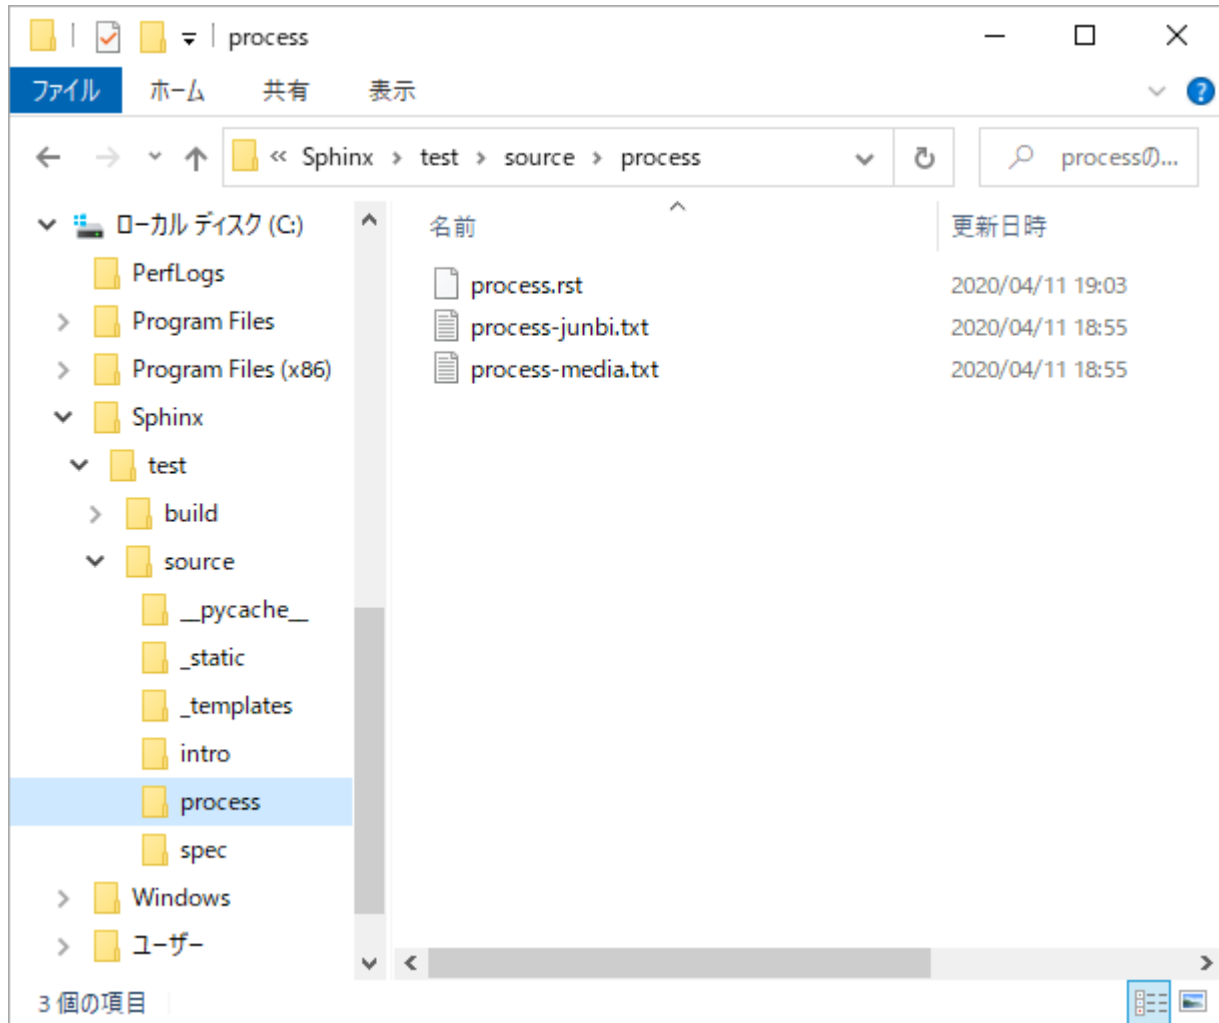 process
ファイル ホーム 共有 表示
« Sphinx > test > source > process processの...
ローカル ディスク (C:)
PerfLogs
Program Files
Program Files (x86)
Sphinx
test
build
source
__pycache__
_static
_templates
intro
process
spec
Windows
ユーザー
名前 更新日時
process.rst 2020/04/11 19:03
process-junbi.txt 2020/04/11 18:55
process-media.txt 2020/04/11 18:55
3 個の項目